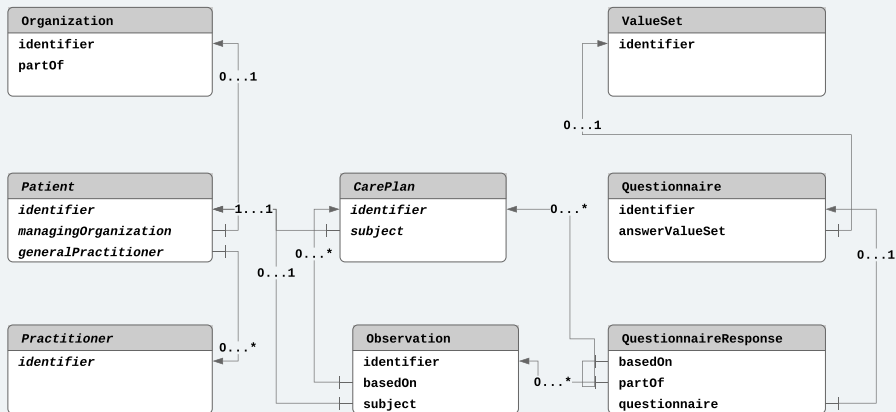 Organization
identifier
partOf
0...1
ValueSet
identifier
0...1
Patient
identifier
managingOrganization
generalPractitioner
1...1
CarePlan
identifier
subject
0...*
0...1
0...*
Questionnaire
identifier
answerValueSet
0...1
Practitioner
identifier
0...*
Observation
identifier
basedOn
subject
0...*
QuestionnaireResponse
basedOn
partOf
questionnaire